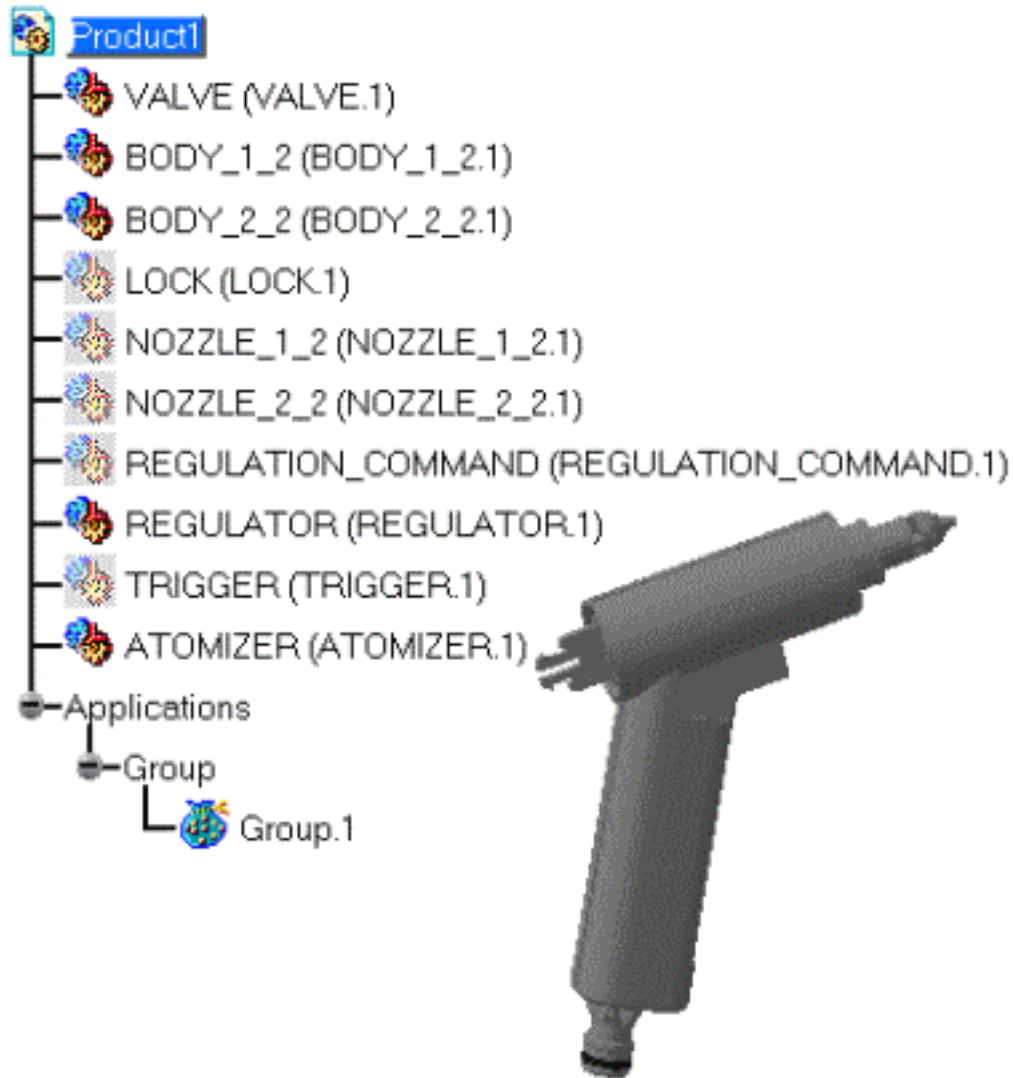 Product1
VALVE (VALVE.1)
BODY_1_2 (BODY_1_2.1)
BODY_2_2 (BODY_2_2.1)
LOCK (LOCK.1)
NOZZLE_1_2 (NOZZLE_1_2.1)
NOZZLE_2_2 (NOZZLE_2_2.1)
REGULATION_COMMAND (REGULATION_COMMAND.1)
REGULATOR (REGULATOR.1)
TRIGGER (TRIGGER.1)
ATOMIZER (ATOMIZER.1)
Applications
Group
Group.1